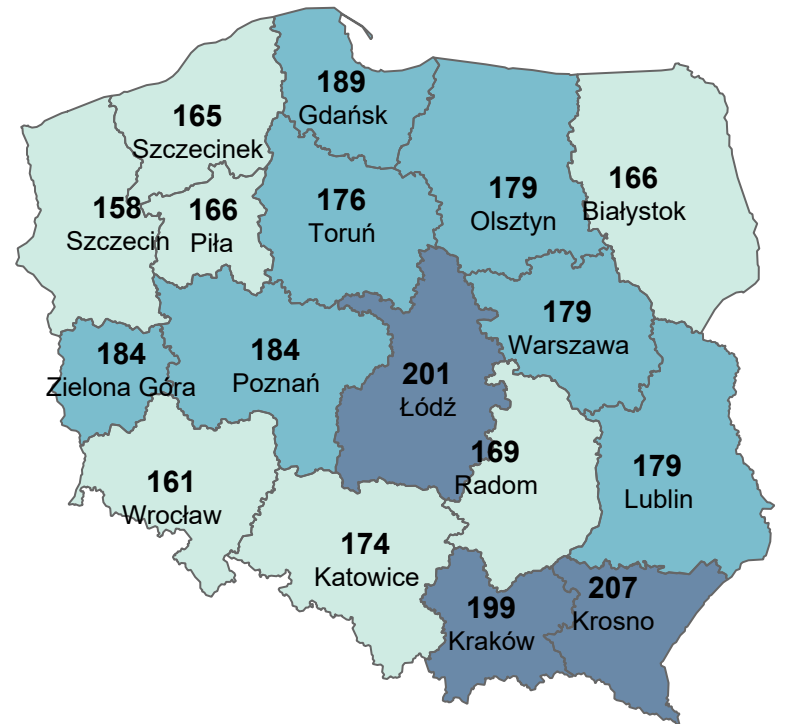 189
Gdańsk
165
Szczecinek
158
Szczecin
166
Piła
176
Toruń
179
Olsztyn
166
Białystok
184
Zielona Góra
184
Poznań
201
Łódź
179
Warszawa
161
Wrocław
174
Katowice
169
Radom
179
Lublin
199
Kraków
207
Krosno